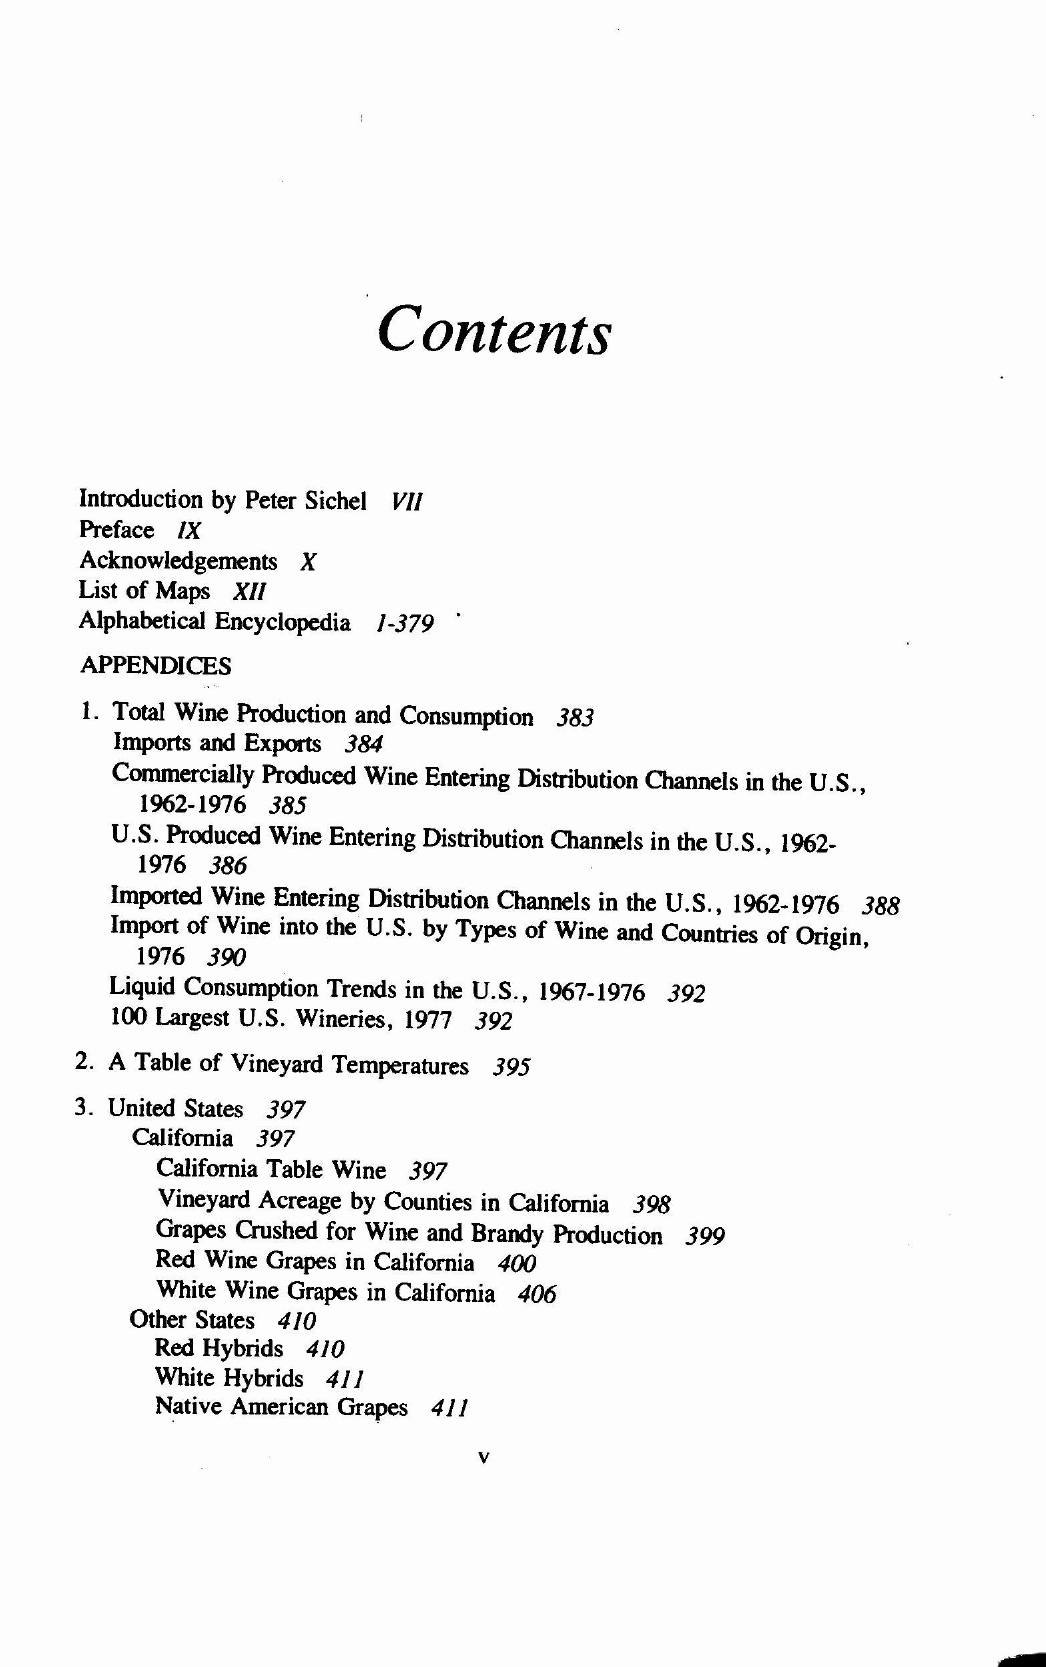 Contents
Introduction by Peter Sichel VII
Preface IX
Acknowledgements X
List of Maps XII
Alphabetical Encyclopedia 1-379
APPENDICES
1. Total Wine Production and Consumption 383
Imports and Exports 384
Commercially Produced Wine Entering Distribution Channels in the U.S.,
1962-1976 385
U.S. Produced Wine Entering Distribution Channels in the U.S., 1962-
1976 386
Imported Wine Entering Distribution Channels in the U.S., 1962-1976 388
Import of Wine into the U.S. by Types of Wine and Countries of Origin,
1976 390
Liquid Consumption Trends in the U.S., 1967-1976 392
100 Largest U.S. Wineries, 1977 392
2. A Table of Vineyard Temperatures 395
3. United States 397
California 397
California Table Wine 397
Vineyard Acreage by Counties in California 398
Grapes Crushed for Wine and Brandy Production 399
Red Wine Grapes in California 400
White Wine Grapes in California 406
Other States 410
Red Hybrids 410
White Hybrids 411
Native American Grapes 411
v